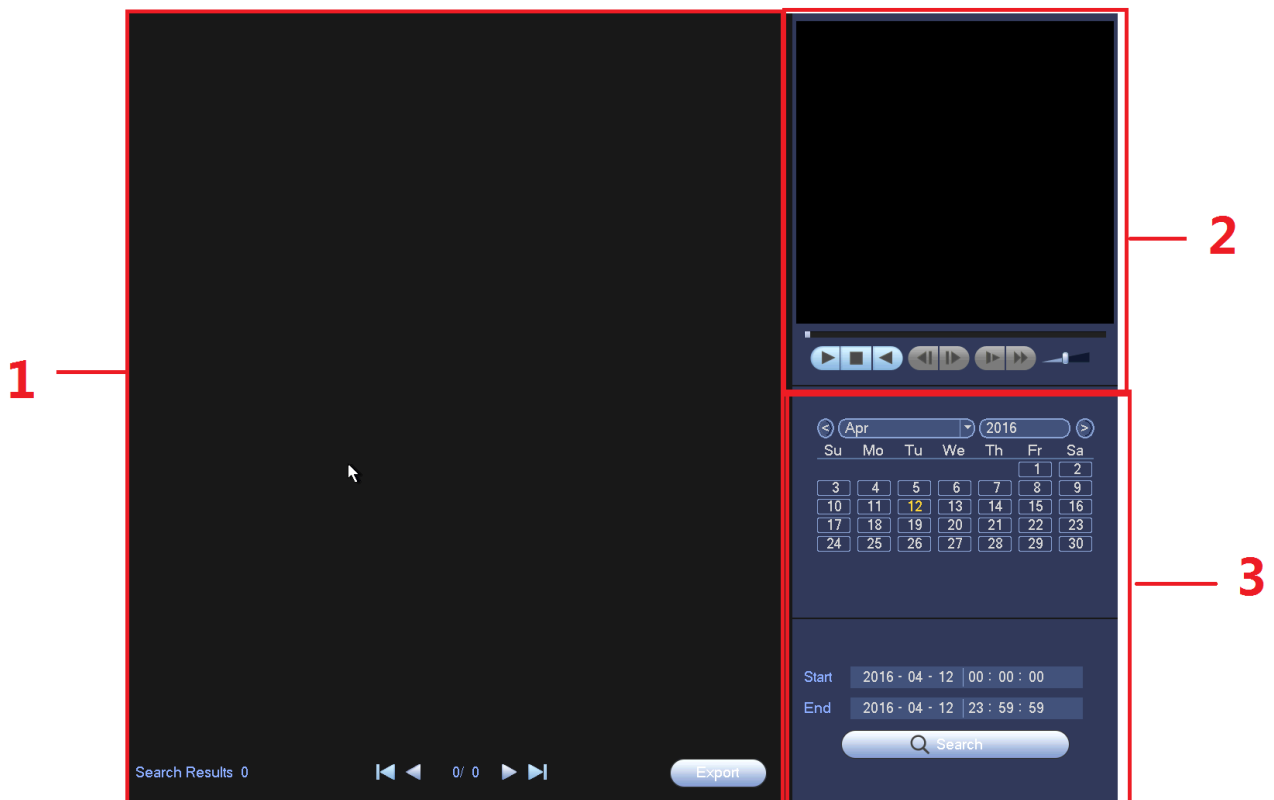 1
2
3
Apr 2016
Su Mo Tu We Th Fr Sa
1 2
3 4 5 6 7 8 9
10 11 12 13 14 15 16
17 18 19 20 21 22 23
24 25 26 27 28 29 30
Start 2016 - 04 - 12 00 : 00 : 00
End 2016 - 04 - 12 23 : 59 : 59
Search
Search Results 0
0/ 0
Export